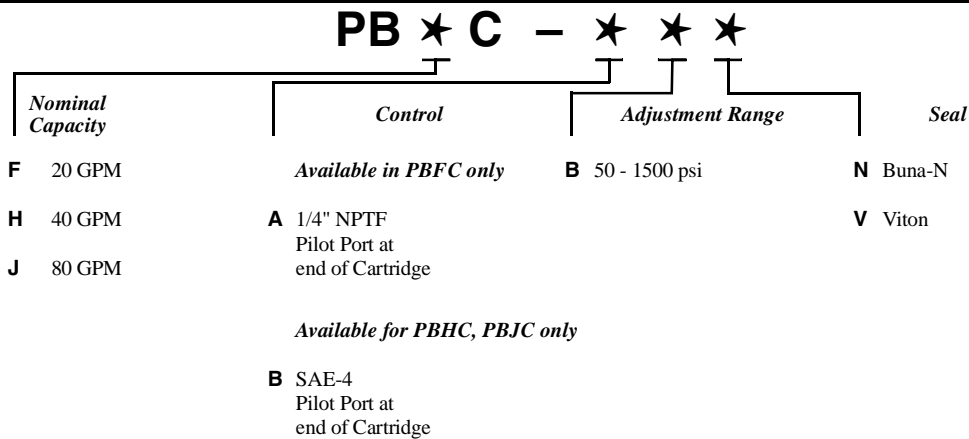 PB ✭ C – ✭ ✭ ✭
Nominal
Capacity
Control
Adjustment Range
Seal
F 20 GPM
H 40 GPM
J 80 GPM
Available in PBFC only
A 1/4" NPTF
Pilot Port at
end of Cartridge
Available for PBHC, PBJC only
B SAE-4
Pilot Port at
end of Cartridge
B 50 - 1500 psi
N Buna-N
V Viton